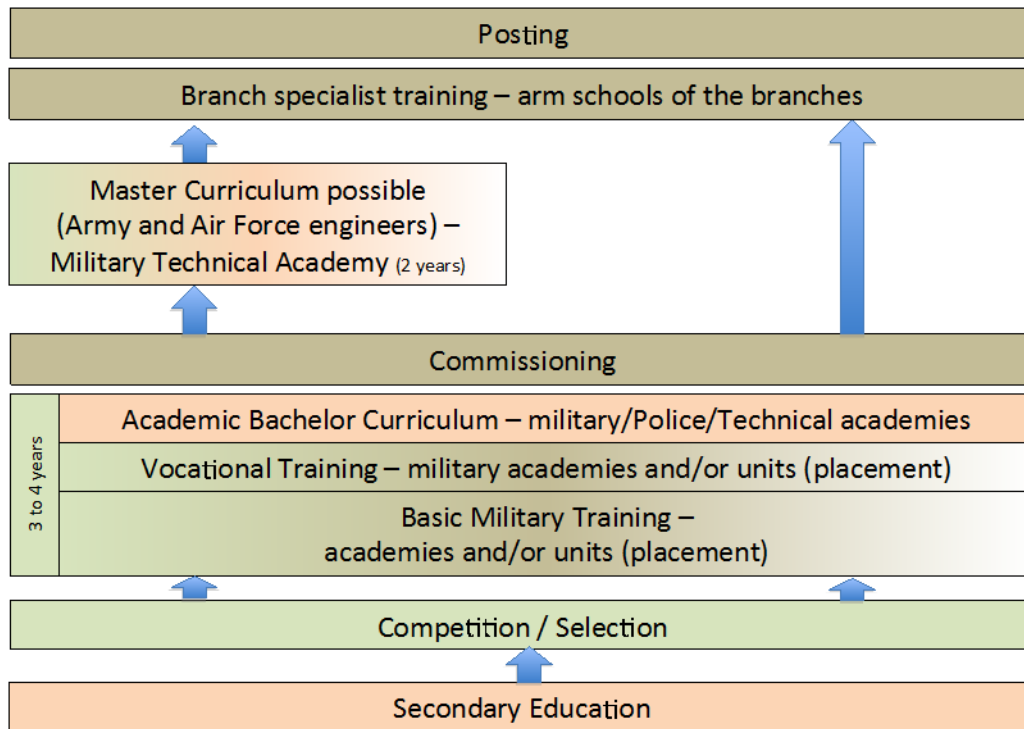 Posting
Branch specialist training – arm schools of the branches
Master Curriculum possible
(Army and Air Force engineers) –
Military Technical Academy (2 years)
Commissioning
3 to 4 years
Academic Bachelor Curriculum – military/Police/Technical academies
Vocational Training – military academies and/or units (placement)
Basic Military Training –
academies and/or units (placement)
Competition / Selection
Secondary Education